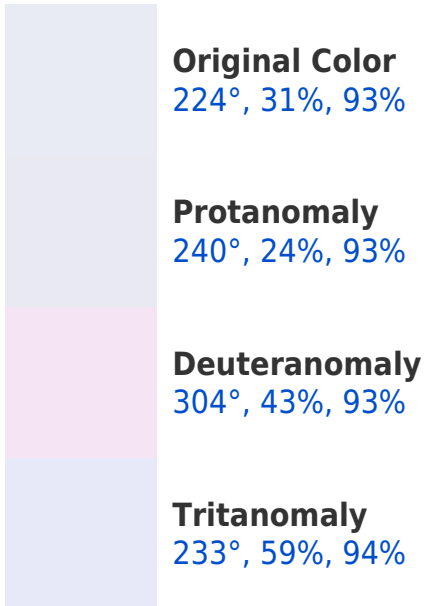 Original Color
224°, 31%, 93%
Protanomaly
240°, 24%, 93%
Deuteranomaly
304°, 43%, 93%
Tritanomaly
233°, 59%, 94%